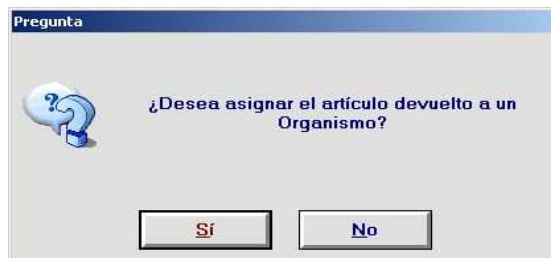 Pregunta
¿Desea asignar el artículo devuelto a un
Organismo?
Sí
No